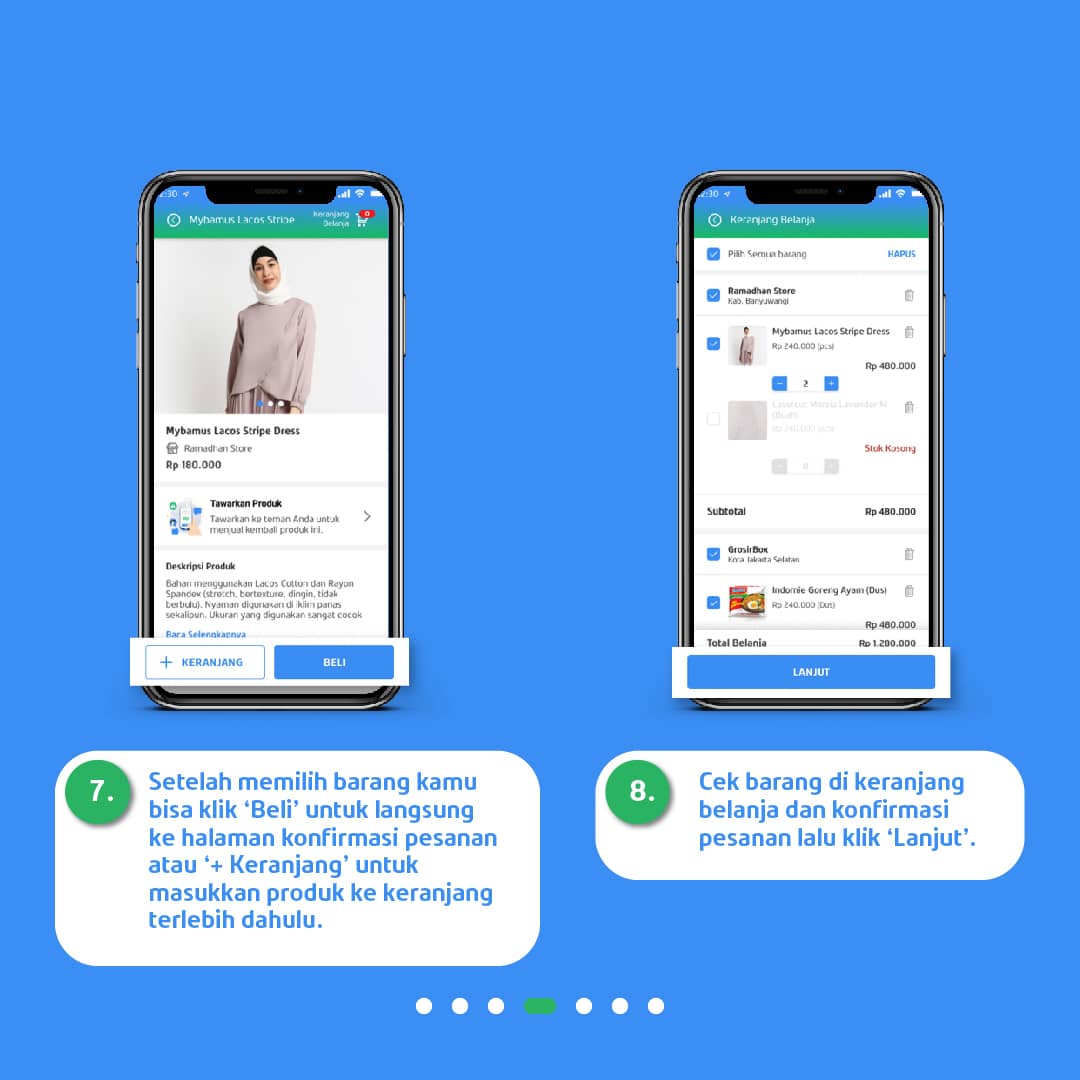 2:30
Mybamus Lacos Stripe
Keranjang
Belanja
0
Mybamus Lacos Stripe Dress
Ramadhan Store
Rp 180.000
Tawarkan Produk
Tawarkan ke teman Anda untuk
menjual kembali produk ini.
Deskripsi Produk
Bahan menggunakan Lacos Cotton dan Rayon
Spandex (stretch, bertexture, dingin, tidak
berbulu). Nyaman digunakan di iklim panas
sekalipun. Ukuran yang digunakan sangat cocok
Baca Selengkapnya
+ KERANJANG
BELI
2:30
Keranjang Belanja
Pilih Semua barang
HAPUS
Ramadhan Store
Kab. Banyuwangi
Mybamus Lacos Stripe Dress
Rp 240.000 (pcs)
Rp 480.000
- 2 +
Lavender M
(Blush)
Rp 240.000 (pcs)
Stok Kosong
- 0 +
Subtotal
Rp 480.000
GrosirBox
Kota Jakarta Selatan
Indomie Goreng Ayam (Dus)
Rp 240.000 (Dus)
Rp 480.000
Total Belanja
Rp 1.200.000
LANJUT
7.
Setelah memilih barang kamu
bisa klik ‘Beli’ untuk langsung
ke halaman konfirmasi pesanan
atau ‘+ Keranjang’ untuk
masukkan produk ke keranjang
terlebih dahulu.
8.
Cek barang di keranjang
belanja dan konfirmasi
pesanan lalu klik ‘Lanjut’.